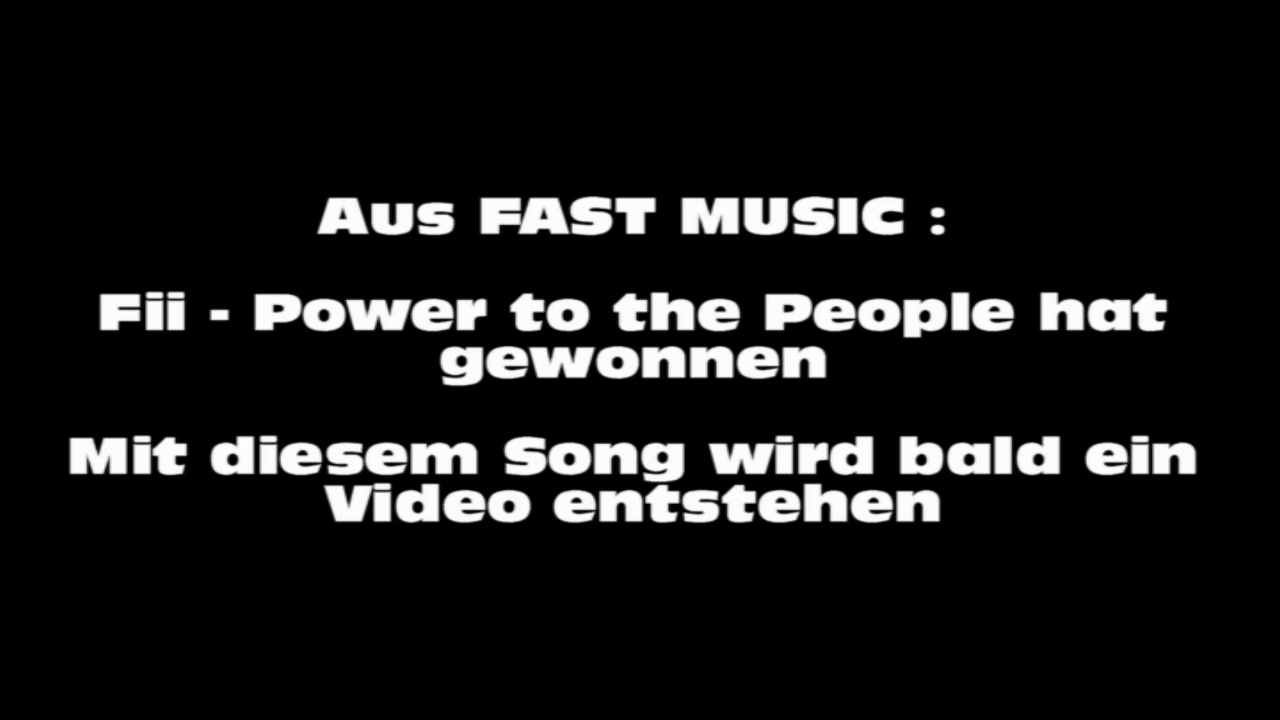 Aus FAST MUSIC :
Fii - Power to the People hat
gewonnen
Mit diesem Song wird bald ein
Video entstehen